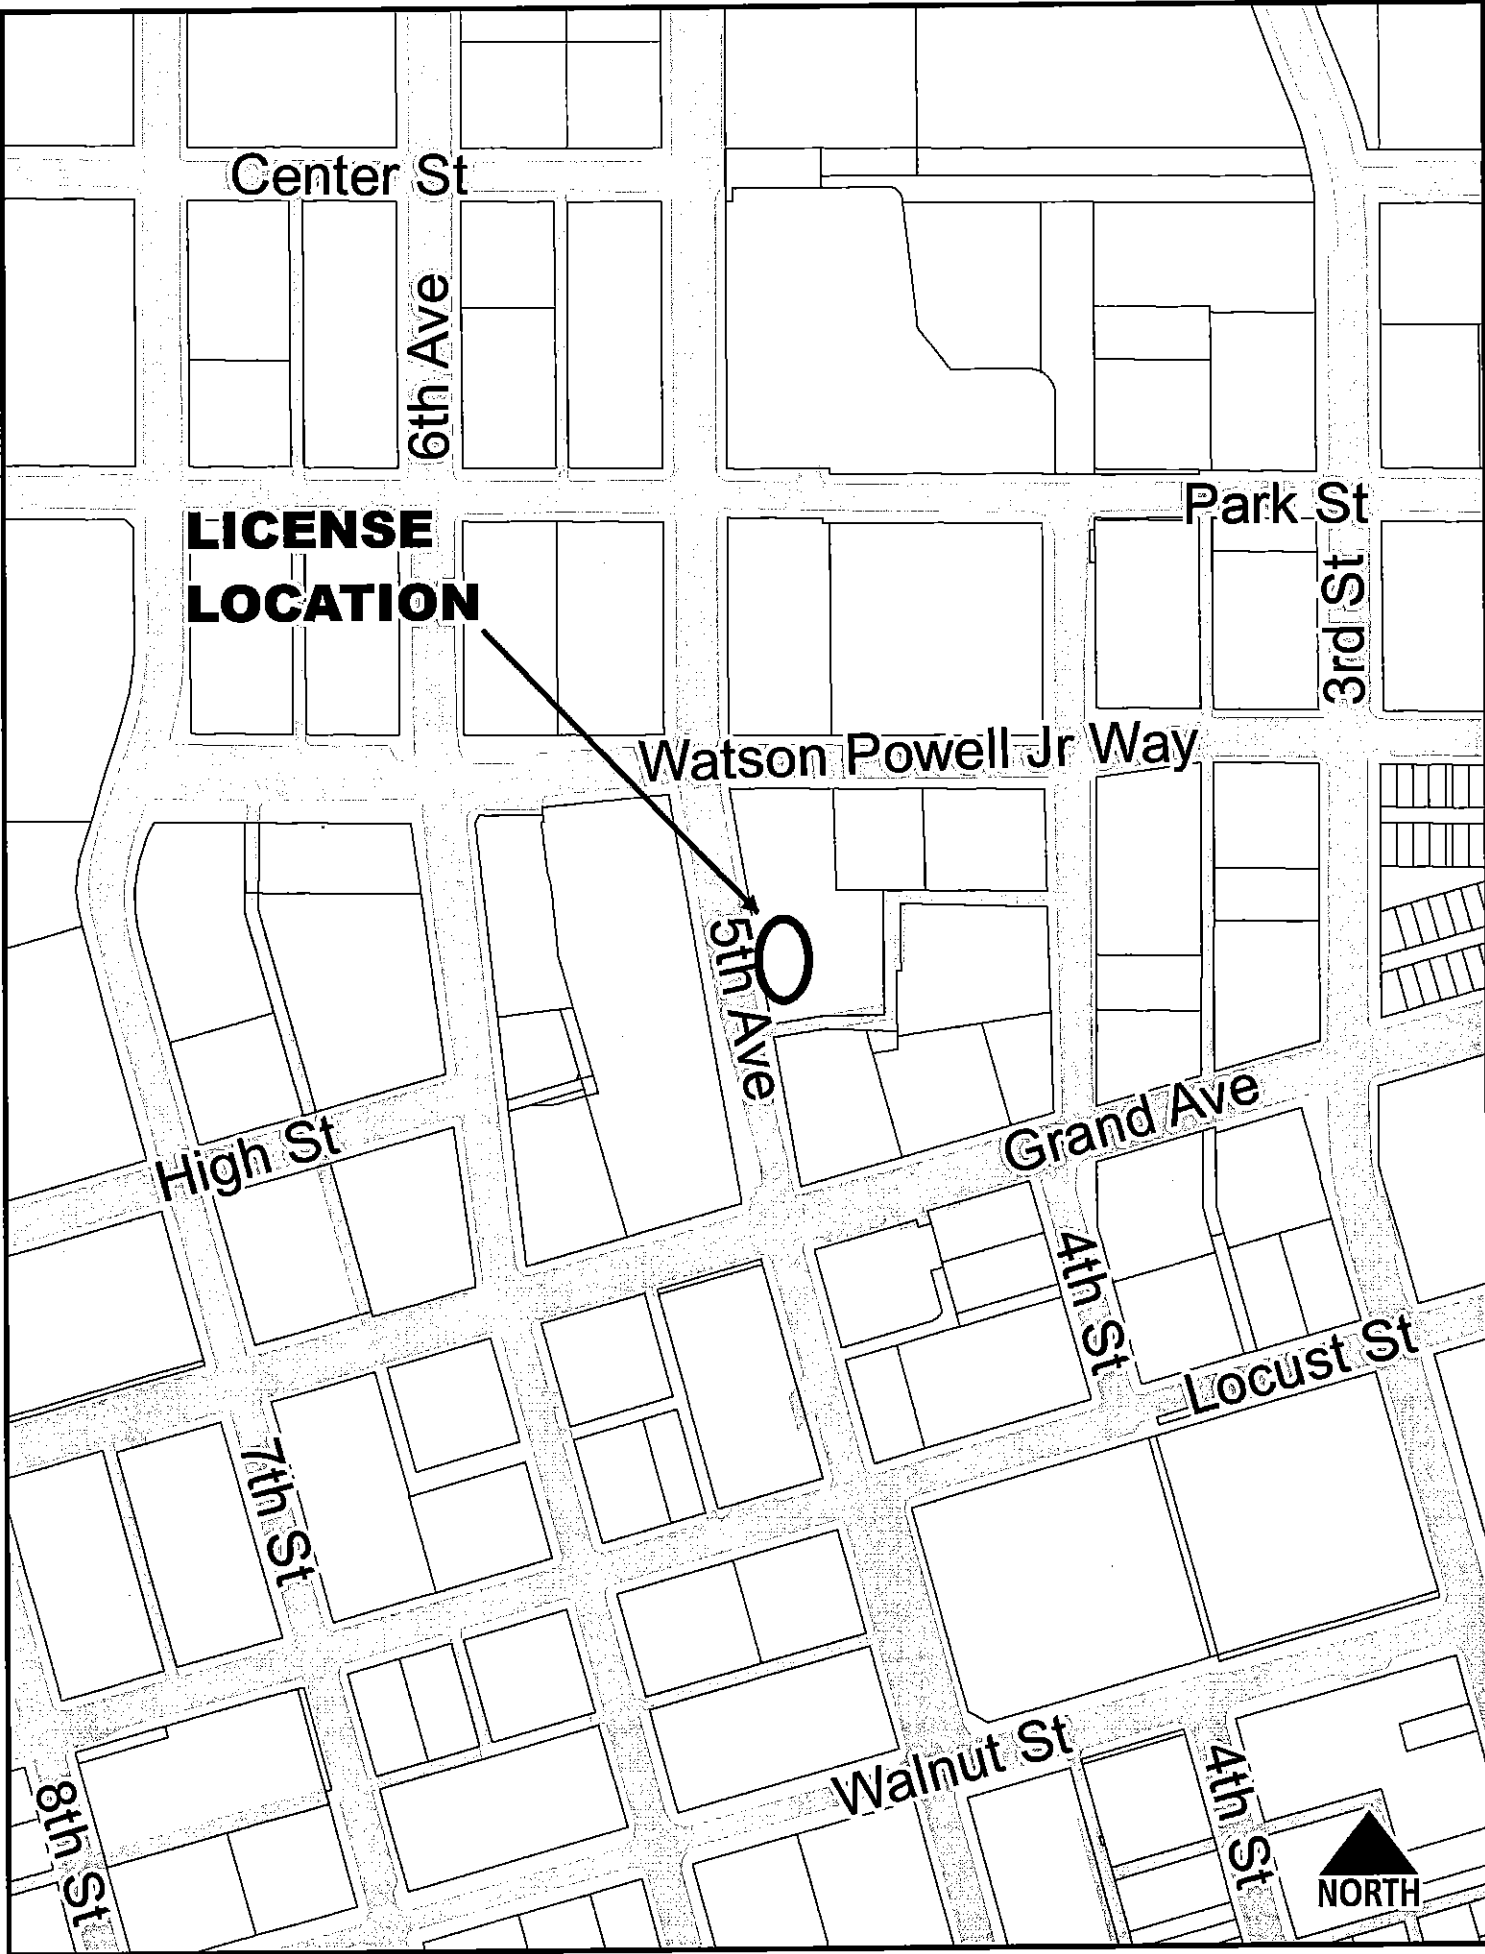 Center St
6th Ave
Park St
LICENSE
LOCATION
3rd St
Watson Powell Jr Way
5th Ave
Grand Ave
High St
4th St
Locust St
7th St
Walnut St
4th St
8th St
NORTH